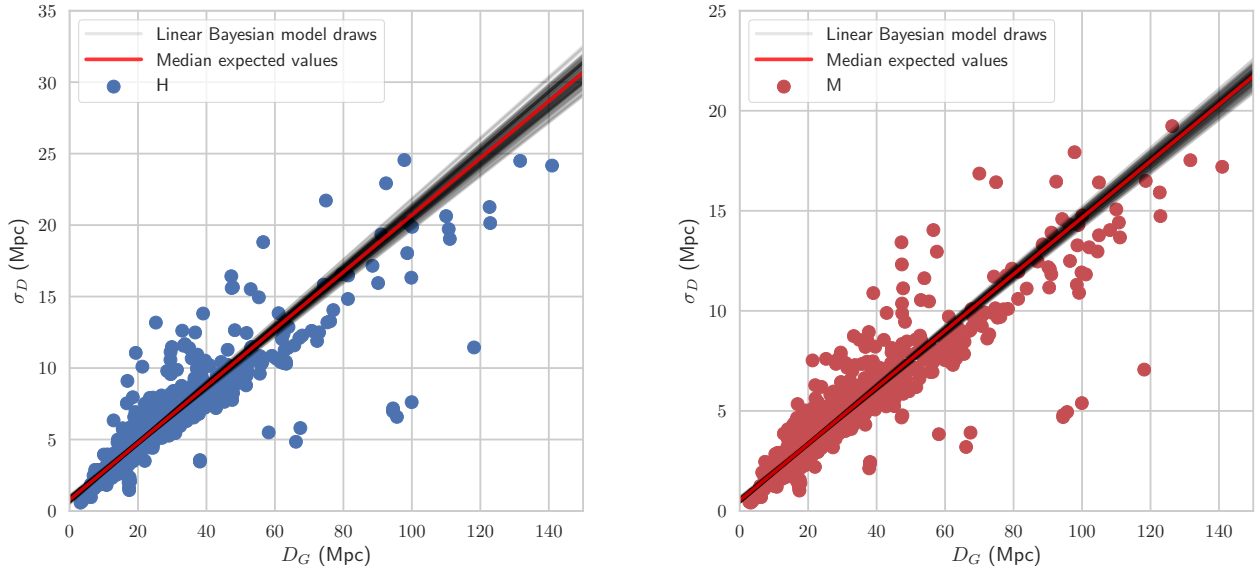 35
30
25
20
15
10
5
0
σ_D (Mpc)
Linear Bayesian model draws
Median expected values
H
0 20 40 60 80 100 120 140
D_G (Mpc)
25
20
15
10
5
0
σ_D (Mpc)
Linear Bayesian model draws
Median expected values
M
0 20 40 60 80 100 120 140
D_G (Mpc)